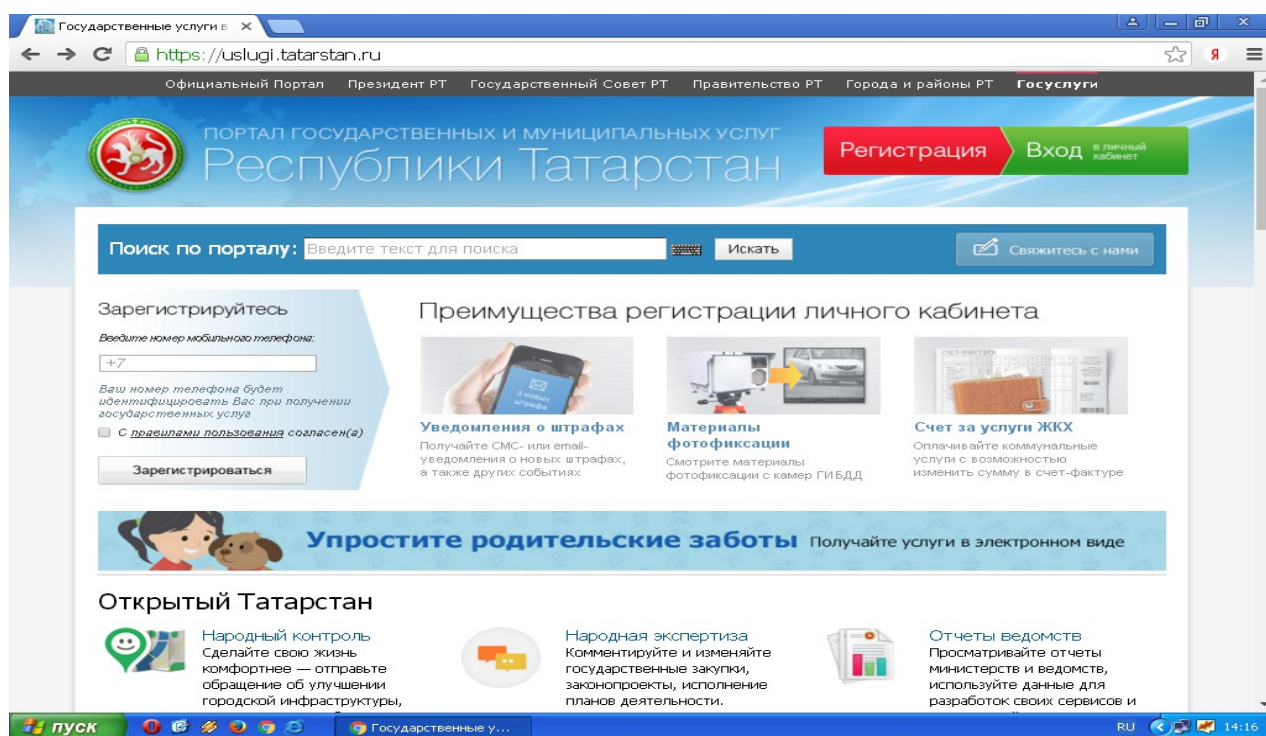 Государственные услуги в
https://uslugi.tatarstan.ru
Официальный Портал Президент РТ Государственный Совет РТ Правительство РТ Города и районы РТ Госуслуги
ПОРТАЛ ГОСУДАРСТВЕННЫХ И МУНИЦИПАЛЬНЫХ УСЛУГ
Республики Татарстан
Регистрация
Вход в личный кабинет
Поиск по порталу: Введите текст для поиска Искать Свяжитесь с нами
Зарегистрируйтесь
Введите номер мобильного телефона:
+7
Ваш номер телефона будет
идентифицировать Вас при получении
государственных услуг
С правилами пользования согласен(а)
Зарегистрироваться
Преимущества регистрации личного кабинета
3 новых
штрафа
Уведомления о штрафах
Получайте СМС- или email-
уведомления о новых штрафах,
а также других событиях
Материалы
фотофиксации
Смотрите материалы
фотофиксации с камер ГИБДД
СЧЕТ-ФАКТУРА
Счет за услуги ЖКХ
Оплачивайте коммунальные
услуги с возможностью
изменить сумму в счет-фактуре
Упростите родительские заботы Получайте услуги в электронном виде
Открытый Татарстан
Народный контроль
Сделайте свою жизнь
комфортнее — отправьте
обращение об улучшении
городской инфраструктуры,
Народная экспертиза
Комментируйте и изменяйте
государственные закупки,
законопроекты, исполнение
планов деятельности.
Отчеты ведомств
Просматривайте отчеты
министерств и ведомств,
используйте данные для
разработок своих сервисов и
пуск
Государственные у...
RU
14:16